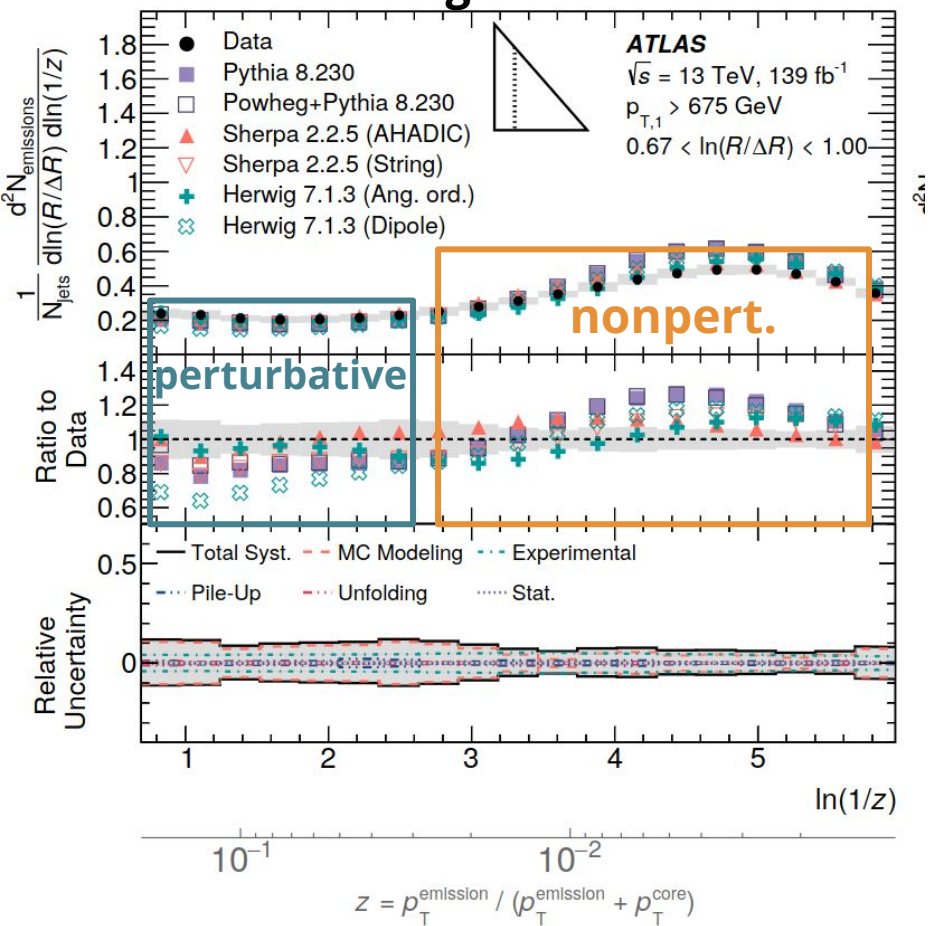 g
1.8
1.6
1.4
1.2
1
0.8
0.6
0.4
0.2
1
N_jets
d²N_emissions
dln(R/ΔR) dln(1/z)
Data
Pythia 8.230
Powheg+Pythia 8.230
Sherpa 2.2.5 (AHADIC)
Sherpa 2.2.5 (String)
Herwig 7.1.3 (Ang. ord.)
Herwig 7.1.3 (Dipole)
ATLAS
√s = 13 TeV, 139 fb⁻¹
p_T,1 > 675 GeV
0.67 < ln(R/ΔR) < 1.00
nonpert.
perturbative
Ratio to
Data
1.4
1.2
1
0.8
0.6
Total Syst.
MC Modeling
Experimental
Pile-Up
Unfolding
Stat.
Relative
Uncertainty
0.5
0
1 2 3 4 5
ln(1/z)
10⁻¹ 10⁻²
z = p_T^emission / (p_T^emission + p_T^core)